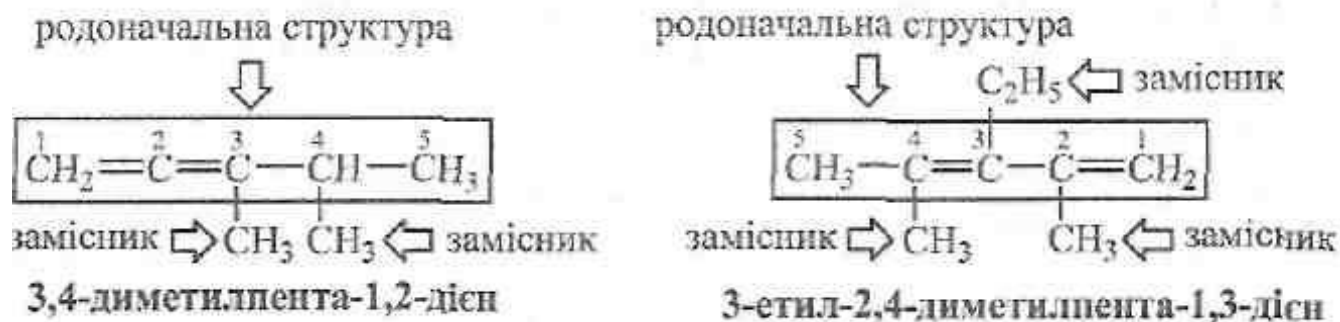 родоначальна структура
1 2 3 4 5
CH₂=C=C—CH—CH₃
замісник CH₃ CH₃ замісник
3,4-диметилпента-1,2-дієн
родоначальна структура
C₂H₅ замісник
5 4 3 2 1
CH₃—C=C—C=CH₂
замісник CH₃ CH₃ замісник
3-етил-2,4-диметилпента-1,3-дієн